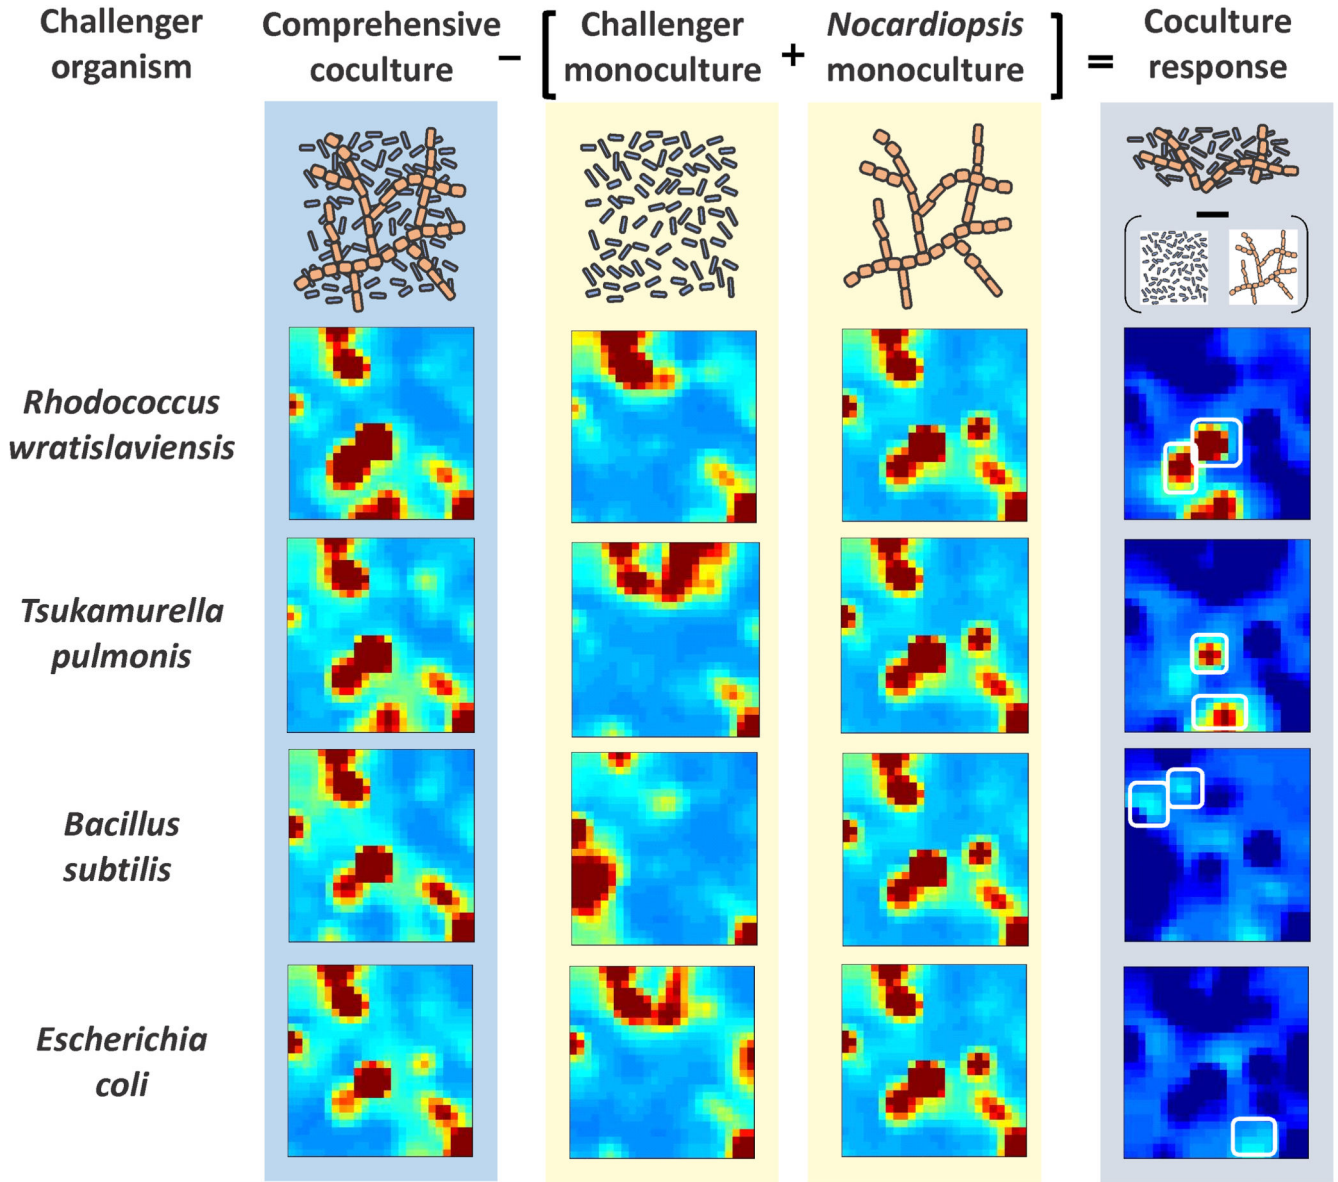 Challenger organism
Comprehensive coculture
−
[
Challenger monoculture
+
Nocardiopsis monoculture
]
=
Coculture response
−
Rhodococcus
wratislaviensis
Tsukamurella
pulmonis
Bacillus
subtilis
Escherichia
coli